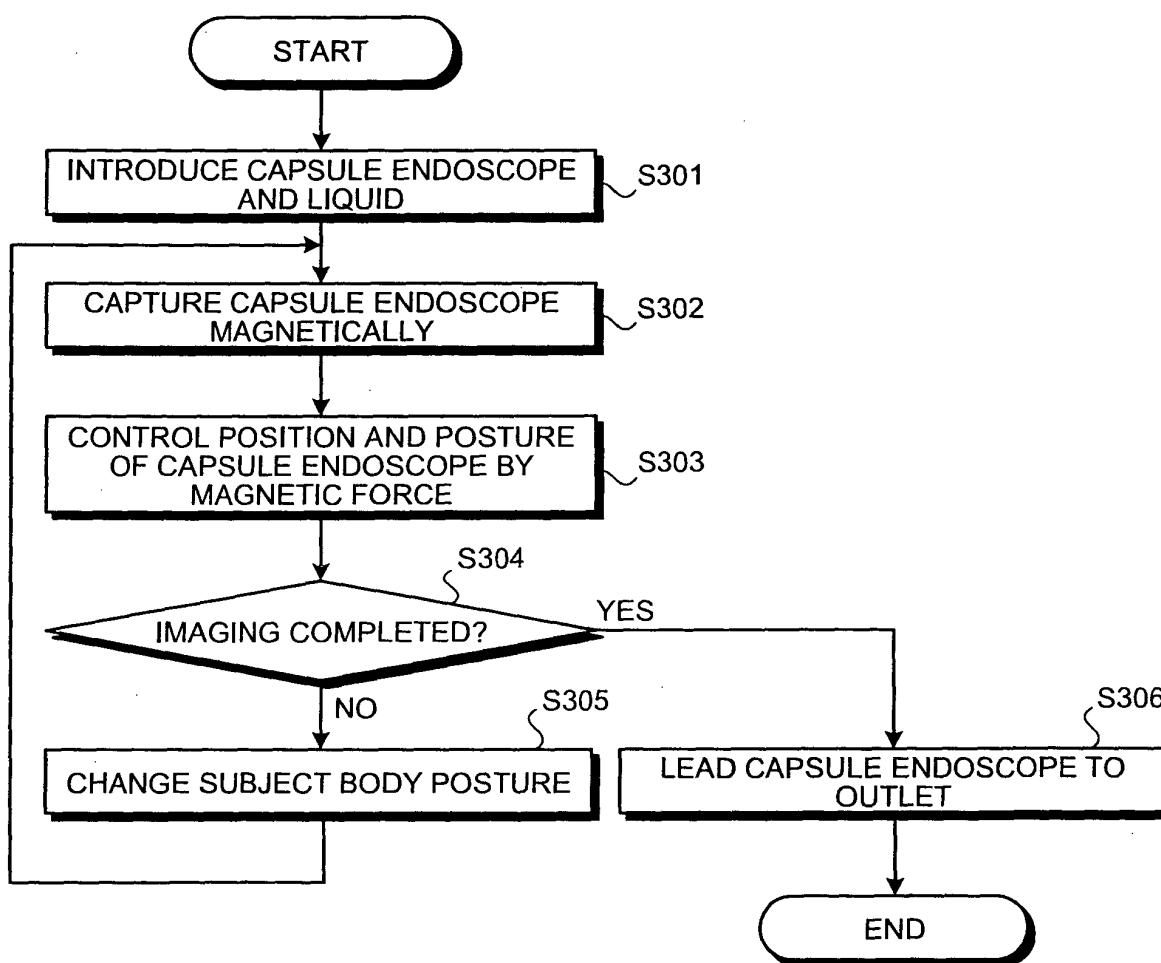 START
INTRODUCE CAPSULE ENDOSCOPE
AND LIQUID
S301
CAPTURE CAPSULE ENDOSCOPE
MAGNETICALLY
S302
CONTROL POSITION AND POSTURE
OF CAPSULE ENDOSCOPE BY
MAGNETIC FORCE
S303
S304
IMAGING COMPLETED?
YES
NO
S305
CHANGE SUBJECT BODY POSTURE
S306
LEAD CAPSULE ENDOSCOPE TO
OUTLET
END